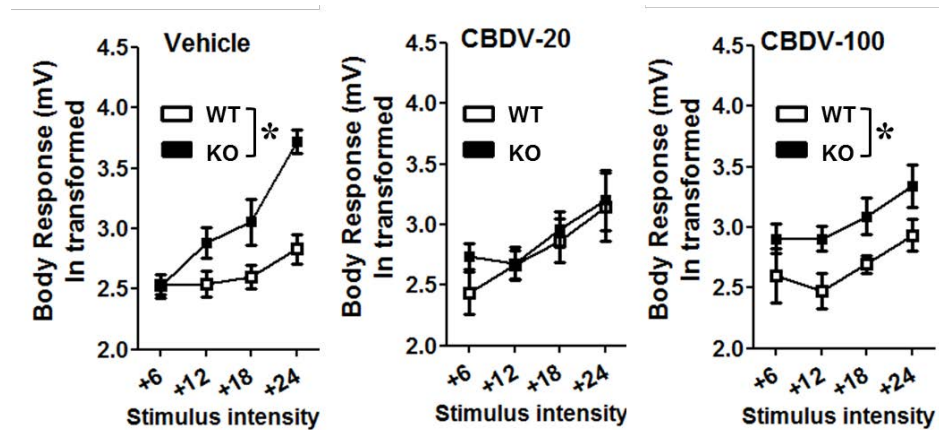 Vehicle
Body Response (mV)
ln transformed
4.5
4.0
3.5
3.0
2.5
2.0
WT
KO
*
+6
+12
+18
+24
Stimulus intensity
CBDV-20
Body Response (mV)
ln transformed
4.5
4.0
3.5
3.0
2.5
2.0
WT
KO
+6
+12
+18
+24
Stimulus intensity
CBDV-100
Body Response (mV)
ln transformed
4.5
4.0
3.5
3.0
2.5
2.0
WT
KO
*
+6
+12
+18
+24
Stimulus intensity